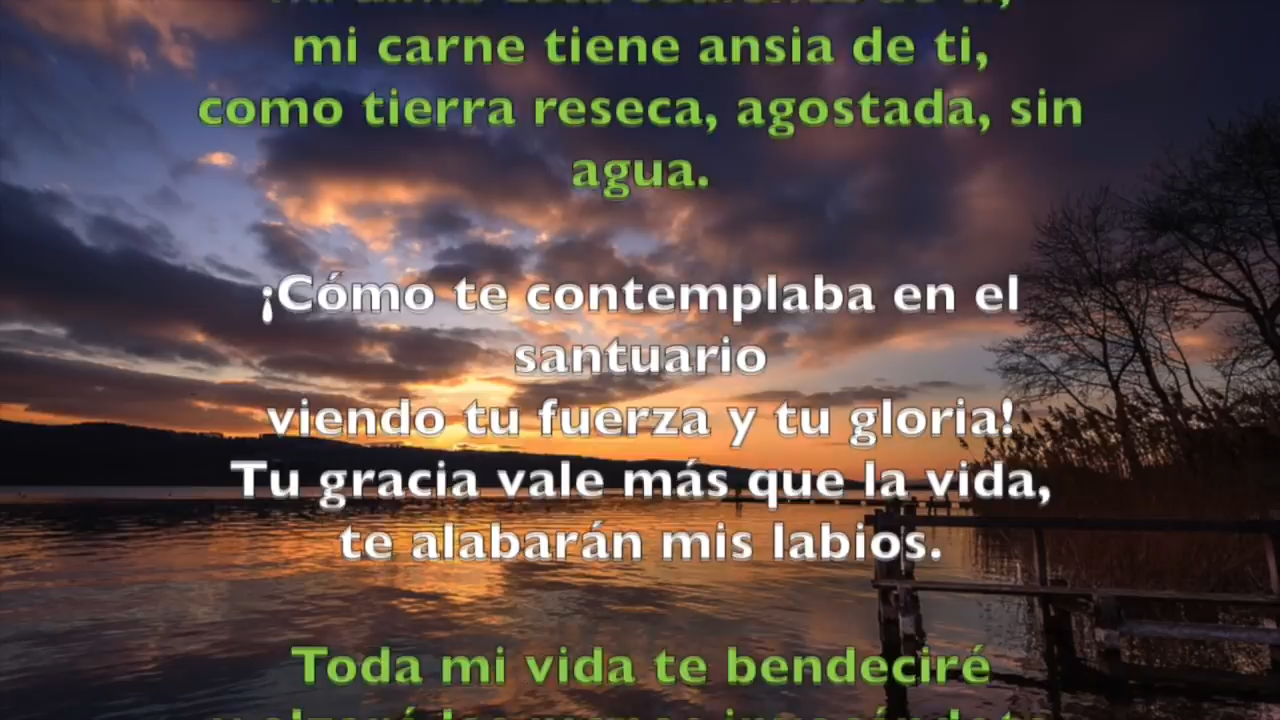 mi carne tiene ansia de ti,
como tierra reseca, agostada, sin
agua.
¡Cómo te contemplaba en el
santuario
viendo tu fuerza y tu gloria!
Tu gracia vale más que la vida,
te alabarán mis labios.
Toda mi vida te bendeciré